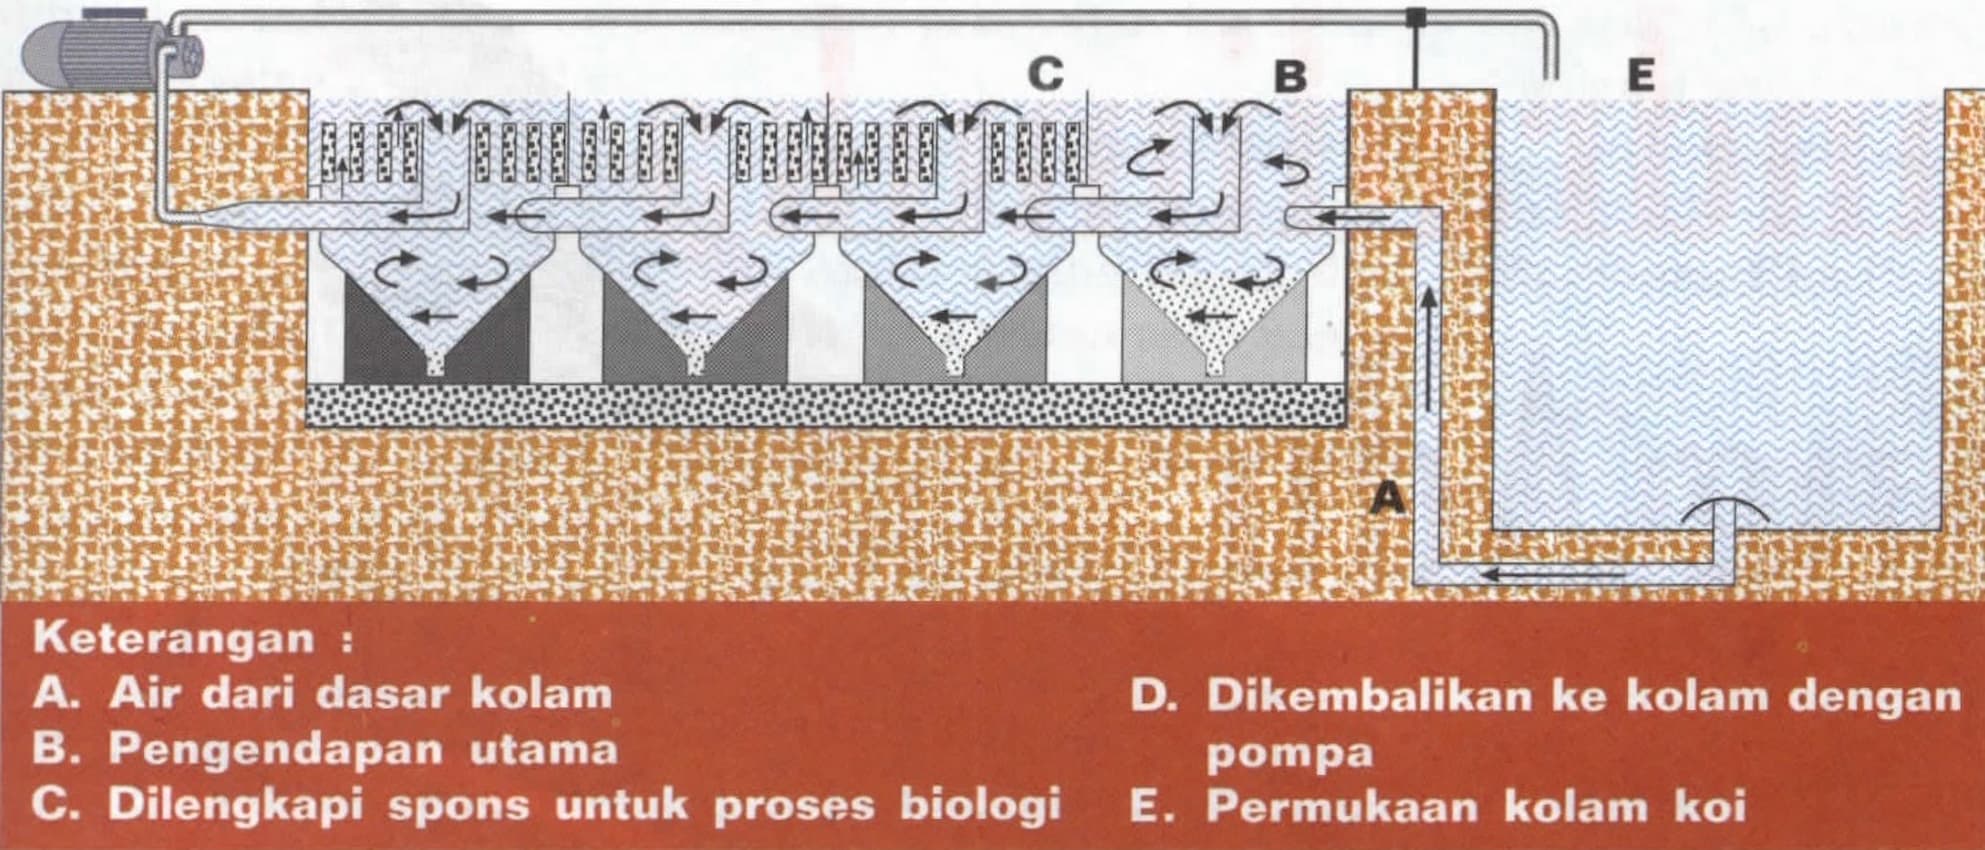 C
B
E
A
Keterangan :
A. Air dari dasar kolam
B. Pengendapan utama
C. Dilengkapi spons untuk proses biologi
D. Dikembalikan ke kolam dengan
pompa
E. Permukaan kolam koi